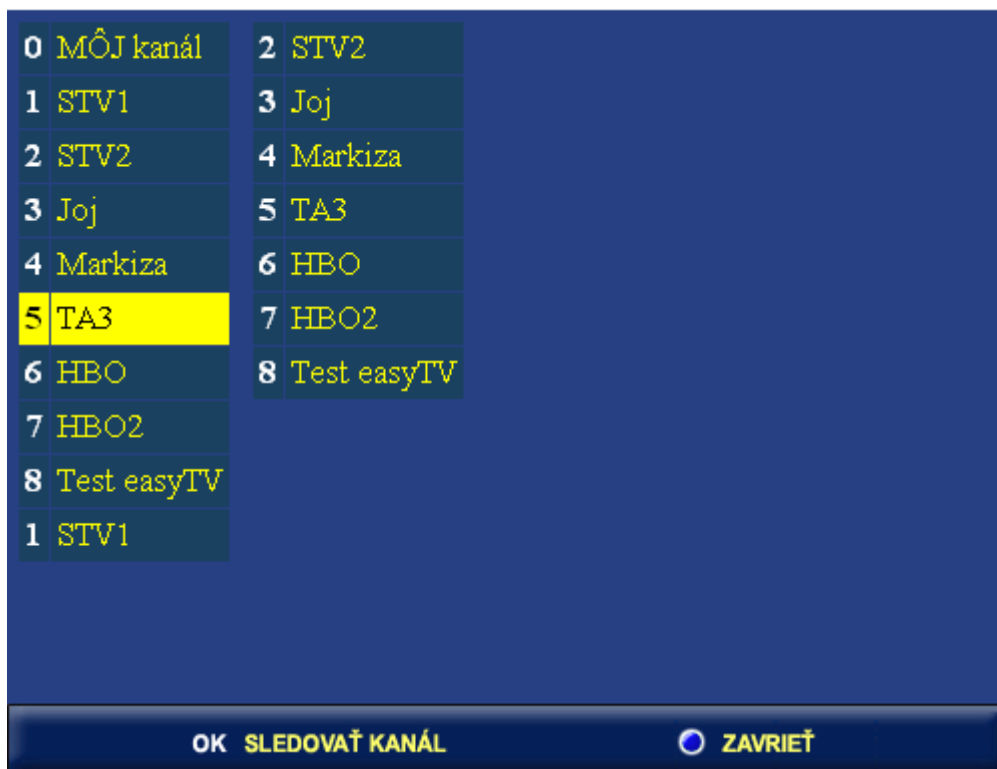 0 MÔJ kanál
1 STV1
2 STV2
3 Joj
4 Markiza
5 TA3
6 HBO
7 HBO2
8 Test easyTV
1 STV1
2 STV2
3 Joj
4 Markiza
5 TA3
6 HBO
7 HBO2
8 Test easyTV
OK SLEDOVAŤ KANÁL ZAVRIEŤ